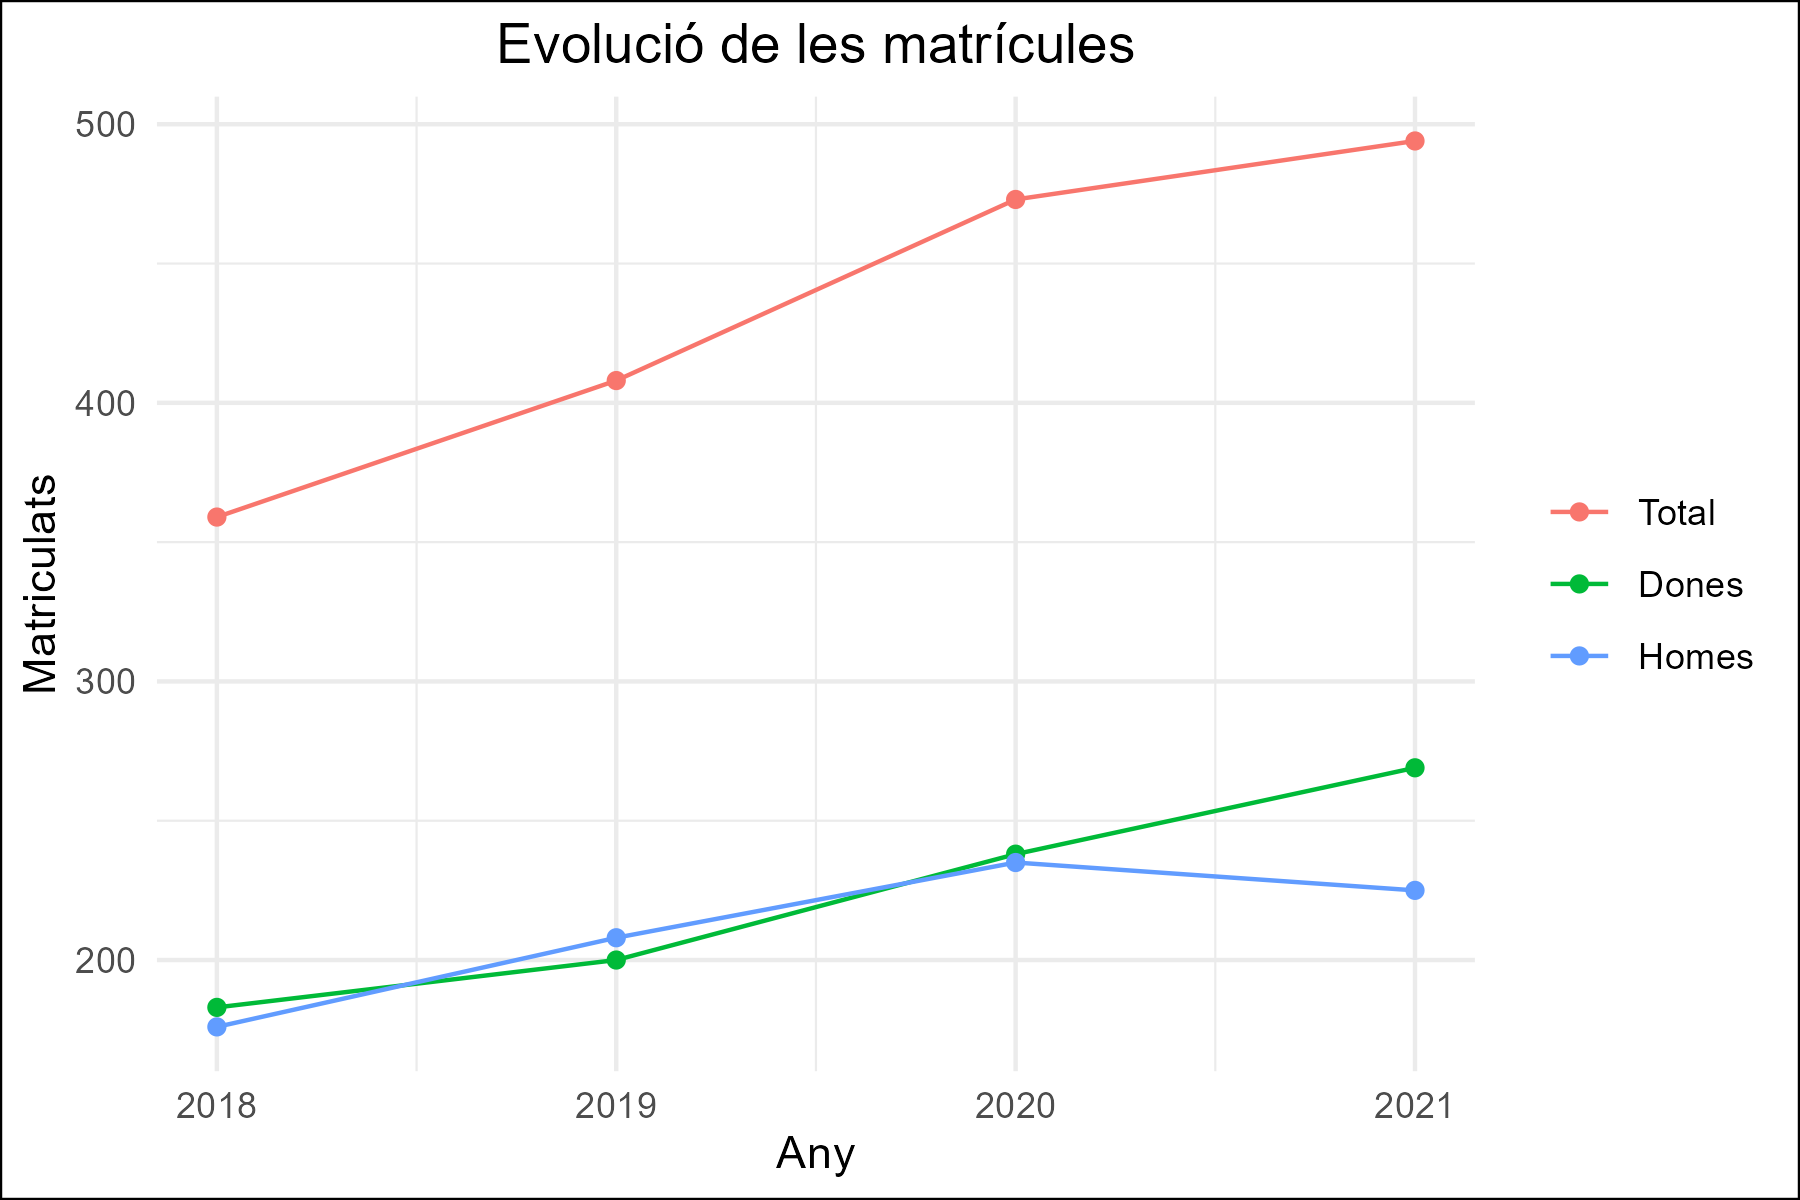 Evolució de les matrícules
500
400
300
200
Matriculats
2018 2019 2020 2021
Any
Total
Dones
Homes